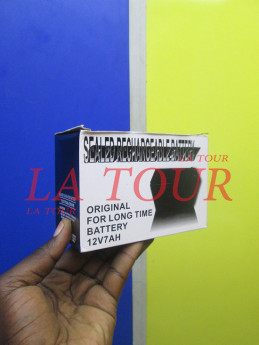 SEALED RECHARGEABLE BATTERY
LA TOUR
LA TOUR
LA TOUR
ORIGINAL
FOR LONG TIME
BATTERY
12V7AH